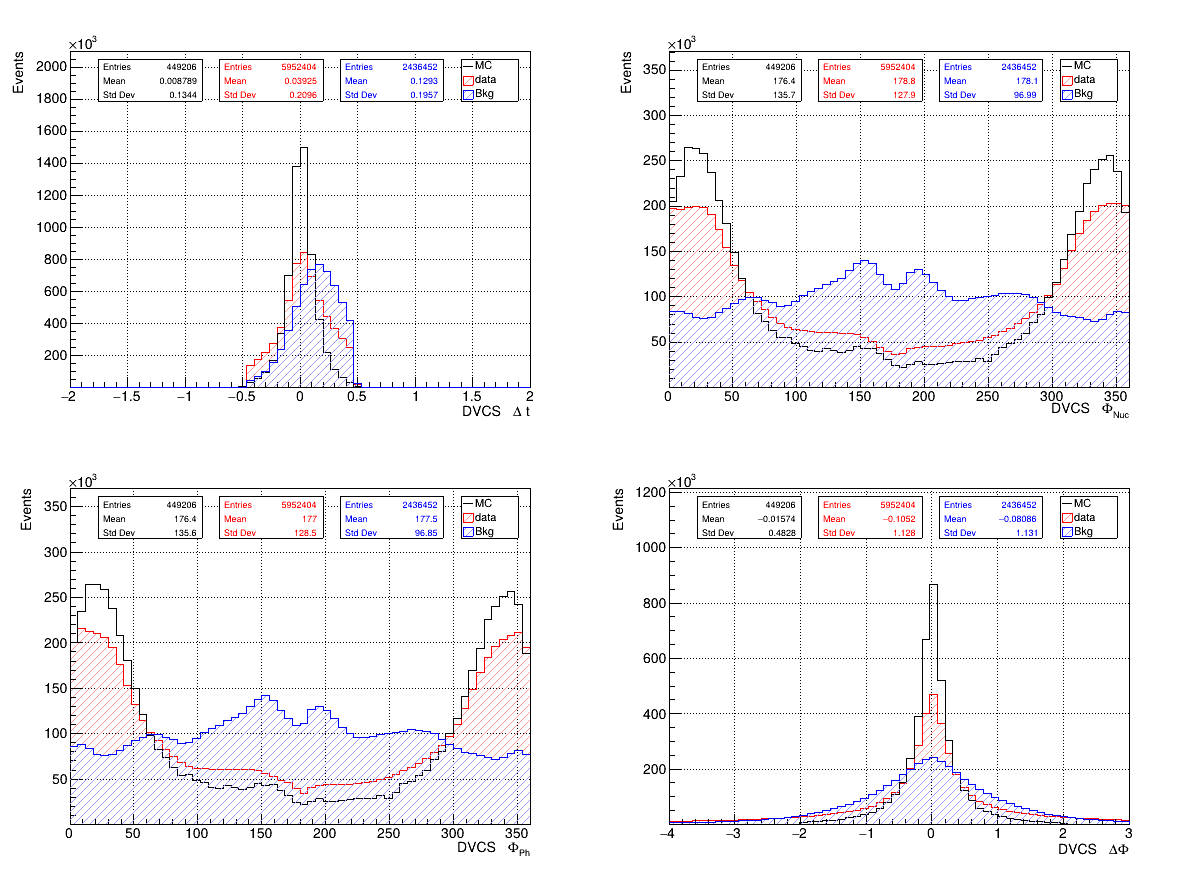 ×10³
Events
Entries 449206
Mean 0.008789
Std Dev 0.1344
Entries 5952404
Mean 0.03925
Std Dev 0.2096
Entries 2436452
Mean 0.1293
Std Dev 0.1957
MC
data
Bkg
2000
1800
1600
1400
1200
1000
800
600
400
200
−2 −1.5 −1 −0.5 0 0.5 1 1.5 2
DVCS Δ t
×10³
Events
Entries 449206
Mean 176.4
Std Dev 135.7
Entries 5952404
Mean 178.8
Std Dev 127.9
Entries 2436452
Mean 178.1
Std Dev 96.99
MC
data
Bkg
350
300
250
200
150
100
50
0 50 100 150 200 250 300 350
DVCS Φ_Nuc
×10³
Events
Entries 449206
Mean 176.4
Std Dev 135.6
Entries 5952404
Mean 177
Std Dev 128.5
Entries 2436452
Mean 177.5
Std Dev 96.85
MC
data
Bkg
350
300
250
200
150
100
50
0 50 100 150 200 250 300 350
DVCS Φ_Ph
×10³
Events
Entries 449206
Mean −0.01574
Std Dev 0.4828
Entries 5952404
Mean −0.1052
Std Dev 1.128
Entries 2436452
Mean −0.08086
Std Dev 1.131
MC
data
Bkg
1200
1000
800
600
400
200
−4 −3 −2 −1 0 1 2 3
DVCS ΔΦ